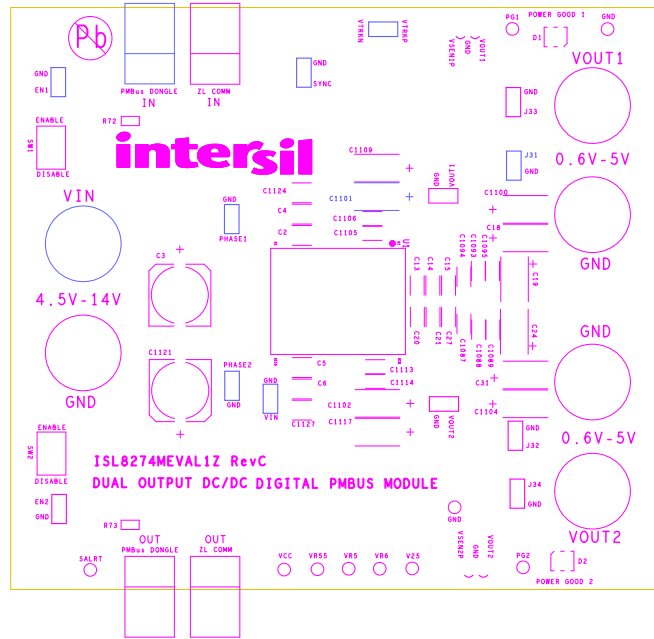 Pb
GND
EN1
PMBus DONGLE
IN
ZL COMM
IN
GND
SYNC
VTRKN
VTRKP
VSEN1P
GND
VOUT1
PG1
POWER GOOD 1
D1
GND
VOUT1
ENABLE
SW1
DISABLE
R72
intersil
C1109
GND
J33
J31
GND
0.6V-5V
VIN
GND
PHASE1
C1124
C4
C2
C1101
C1106
C1105
U1
GND
VOUT1
C1100
C18
GND
4.5V-14V
C3
C13
C14
C15
C1094
C1093
C1095
C19
C20
C21
C27
C1087
C1088
C1089
C24
GND
C1121
PHASE2
GND
GND
VIN
C5
C6
C1127
C1113
C1114
C1102
C1117
GND
VOUT2
C31
C1104
GND
GND
J32
0.6V-5V
ENABLE
SW2
DISABLE
ISL8274MEVAL1Z RevC
DUAL OUTPUT DC/DC DIGITAL PMBUS MODULE
EN2
GND
R73
J34
GND
GND
VOUT2
SALRT
OUT
PMBus DONGLE
OUT
ZL COMM
VCC
VR55
VR5
VR6
V25
VSEN2P
GND
VOUT2
PG2
D2
POWER GOOD 2